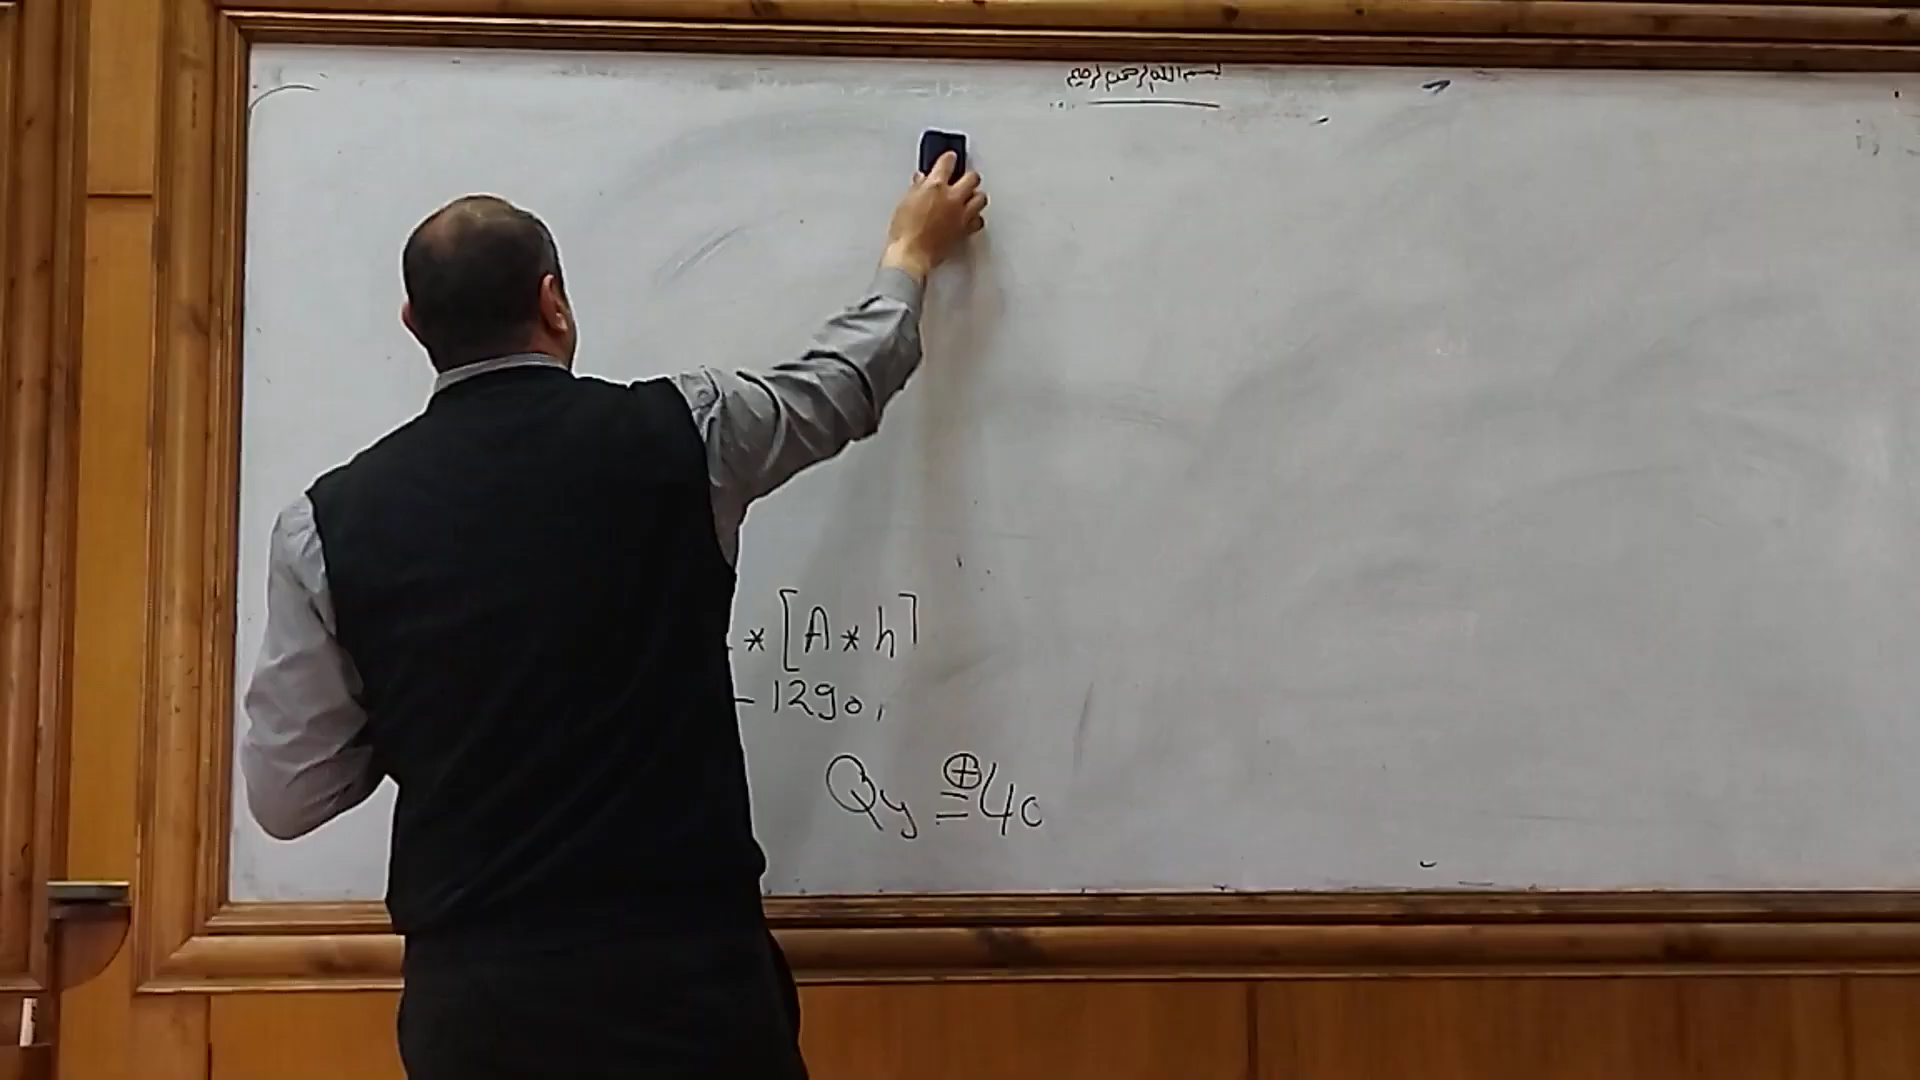 بسم الله الرحمن الرحيم
* [A * h]
- 1290,
Qy ⊕= 40